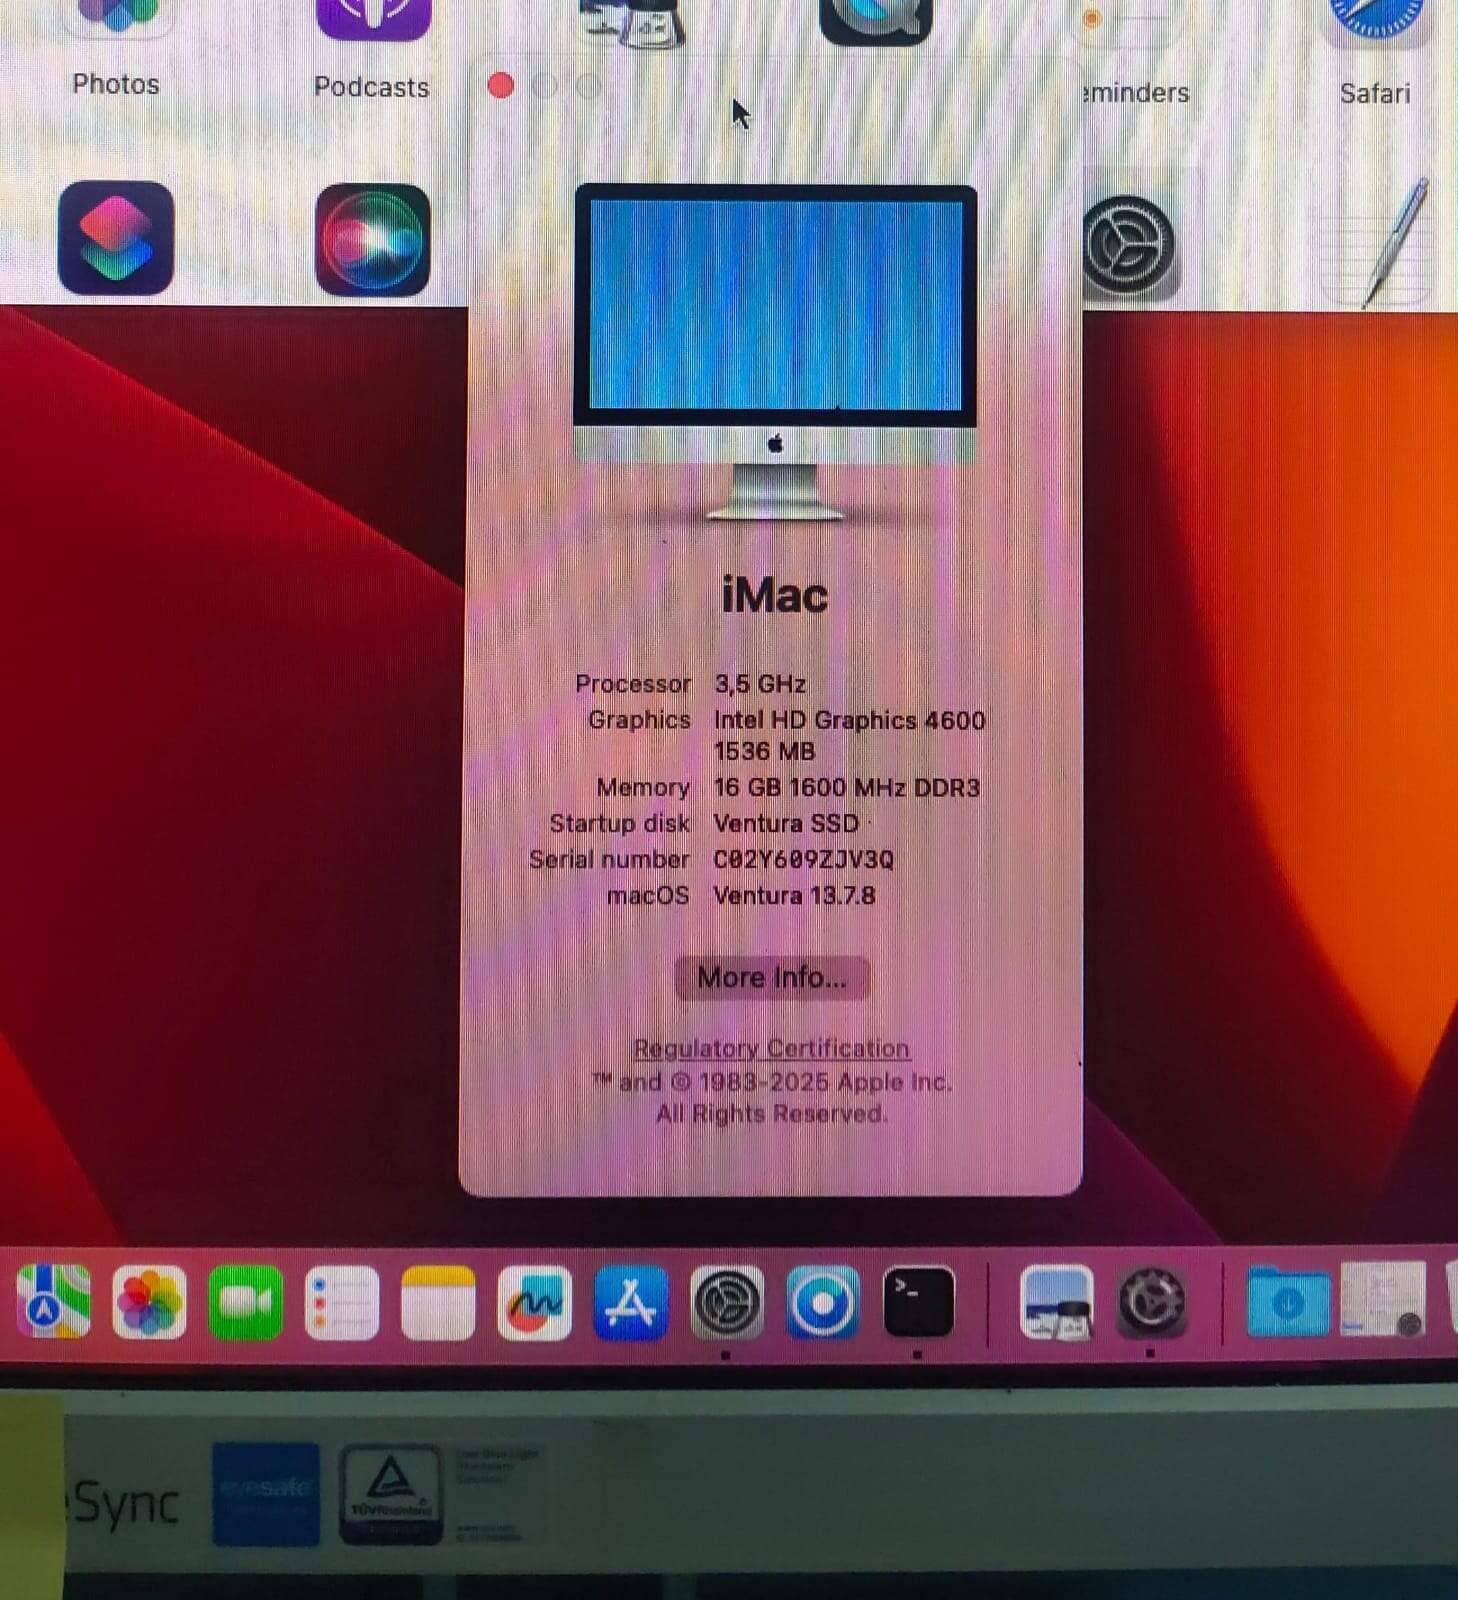 Photos
Podcasts
eminders
Safari
iMac
Processor 3,5 GHz
Graphics Intel HD Graphics 4600
1536 MB
Memory 16 GB 1600 MHz DDR3
Startup disk Ventura SSD
Serial number C02Y609ZJV3Q
macOS Ventura 13.7.8
More Info...
Regulatory Certification
™ and © 1983-2025 Apple Inc.
All Rights Reserved.
Sync
eyesafe
TÜVRheinland